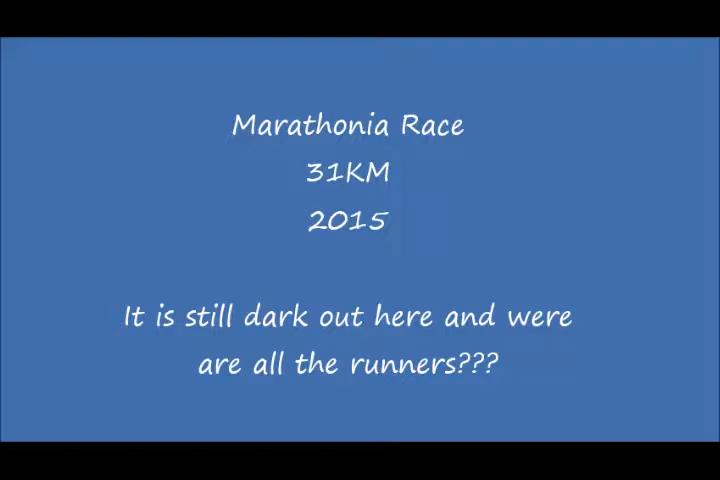 Marathonia Race
31KM
2015
It is still dark out here and were
are all the runners???